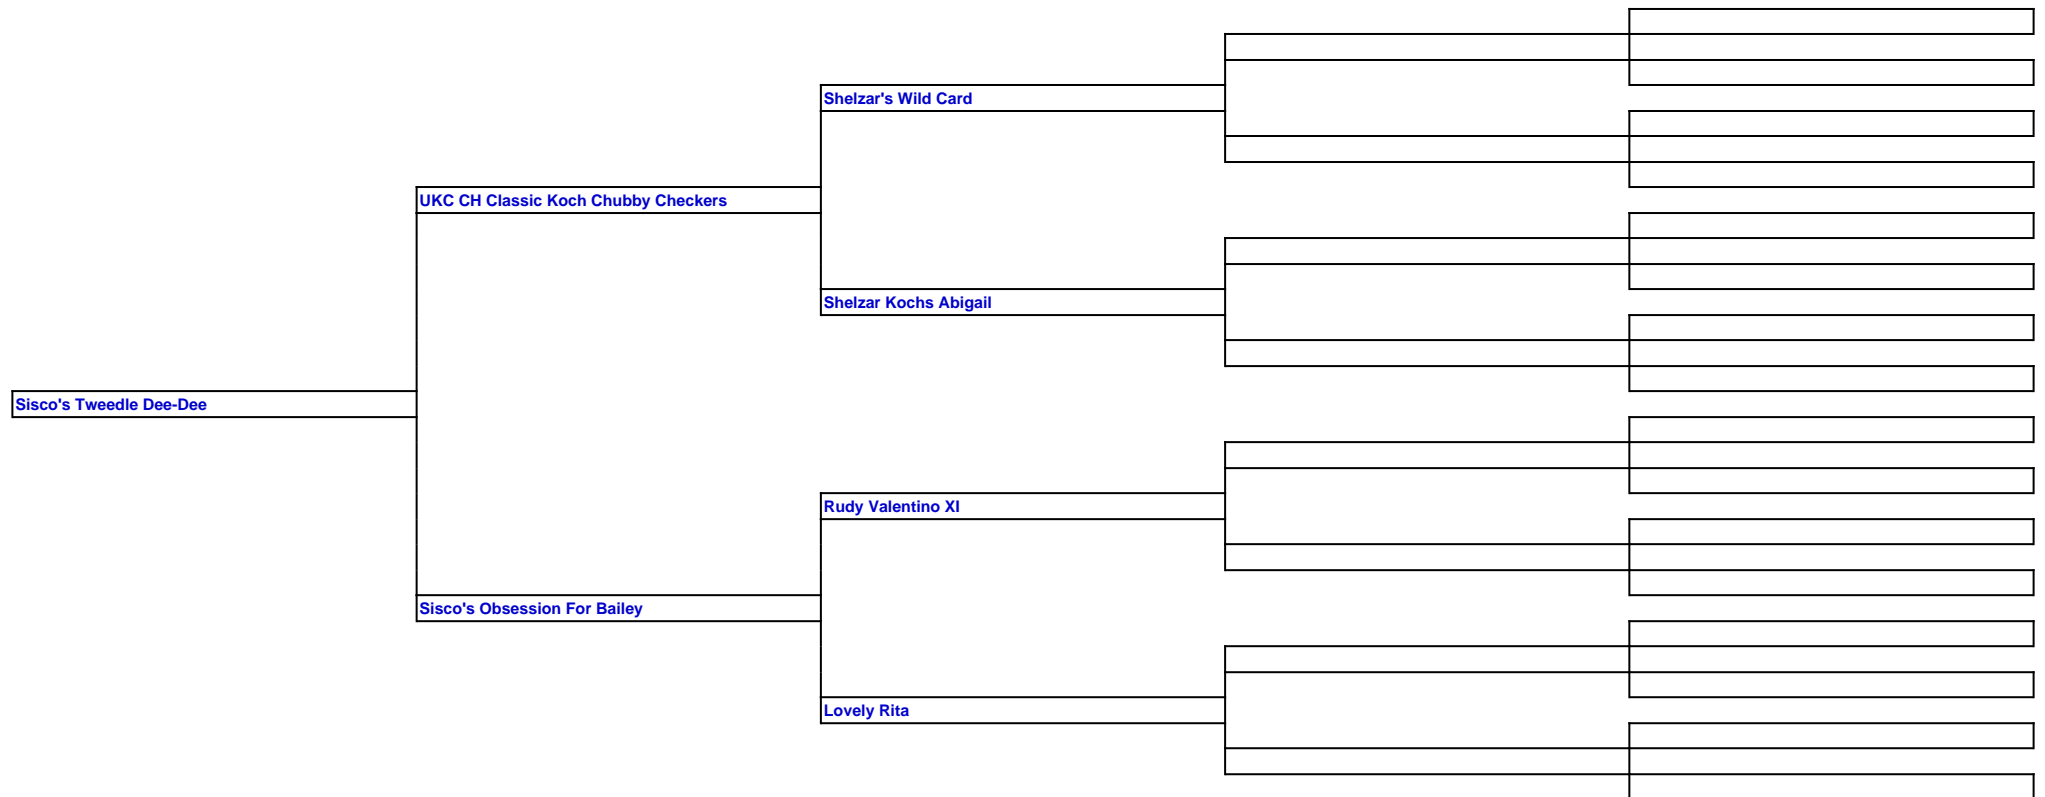 Shelzar's Wild Card
UKC CH Classic Koch Chubby Checkers
Shelzar Kochs Abigail
Sisco's Tweedle Dee-Dee
Rudy Valentino XI
Sisco's Obsession For Bailey
Lovely Rita